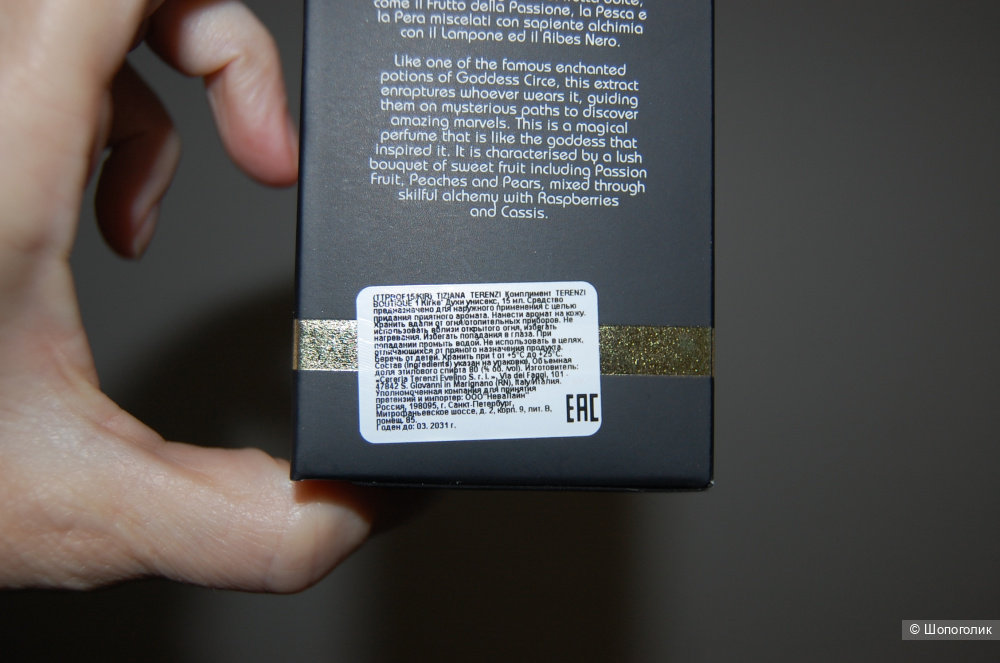 come il Frutto della Passione, la Pesca e
la Pera miscelati con sapiente alchimia
con il Lampone ed il Ribes Nero.
Like one of the famous enchanted
potions of Goddess Circe, this extract
enraptures whoever wears it, guiding
them on mysterious paths to discover
amazing marvels. This is a magical
perfume that is like the goddess that
inspired it. It is characterised by a lush
bouquet of sweet fruit including Passion
Fruit, Peaches and Pears, mixed through
skilful alchemy with Raspberries
and Cassis.
(TTPROF15/KIR) TIZIANA TERENZI Комплимент TERENZI
BOUTIQUE 1 Kirke' Духи унисекс, 15 мл. Средство
предназначено для наружного применения с целью
придания приятного аромата. Нанести аромат на кожу.
Хранить вдали от огня/отопительных приборов. Не
использовать вблизи открытого огня, избегать
нагревания. Избегать попадания в глаза. При
попадании промыть водой. Не использовать в целях,
отличающихся от прямого назначения продукта.
Беречь от детей. Хранить при t от +5°C до +25°C.
Состав (ingredients) указан на упаковке. Объемная
доля этилового спирта 80 (% об. /vol). Изготовитель:
«Cereria Terenzi Evelino S. r. l. », Via dei Faggi, 101 -
47842 S. Giovanni in Marignano (RN), Italy/Италия.
Уполномоченная компания для принятия
претензий и импортер: ООО "НеваЛайн"
Россия, 198095, г. Санкт-Петербург,
Митрофаньевское шоссе, д. 2, корп. 9, лит. В,
помещ. 85.
Годен до: 03. 2031 г.
EAC
© Шопоголик